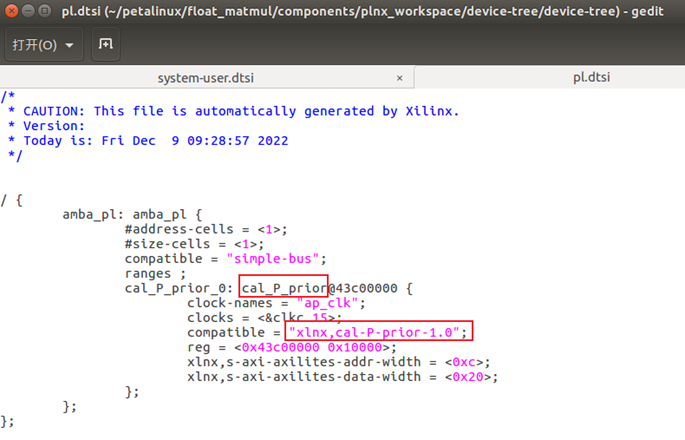 pl.dtsi (~/petalinux/float_matmul/components/plnx_workspace/device-tree/device-tree) - gedit
打开(O)
system-user.dtsi × pl.dtsi
/*
 * CAUTION: This file is automatically generated by Xilinx.
 * Version:
 * Today is: Fri Dec  9 09:28:57 2022
 */
/ {
        amba_pl: amba_pl {
                #address-cells = <1>;
                #size-cells = <1>;
                compatible = "simple-bus";
                ranges ;
                cal_P_prior_0: cal_P_prior@43c00000 {
                        clock-names = "ap_clk";
                        clocks = <&clkc 15>;
                        compatible = "xlnx,cal-P-prior-1.0";
                        reg = <0x43c00000 0x10000>;
                        xlnx,s-axi-axilites-addr-width = <0xc>;
                        xlnx,s-axi-axilites-data-width = <0x20>;
                };
        };
};